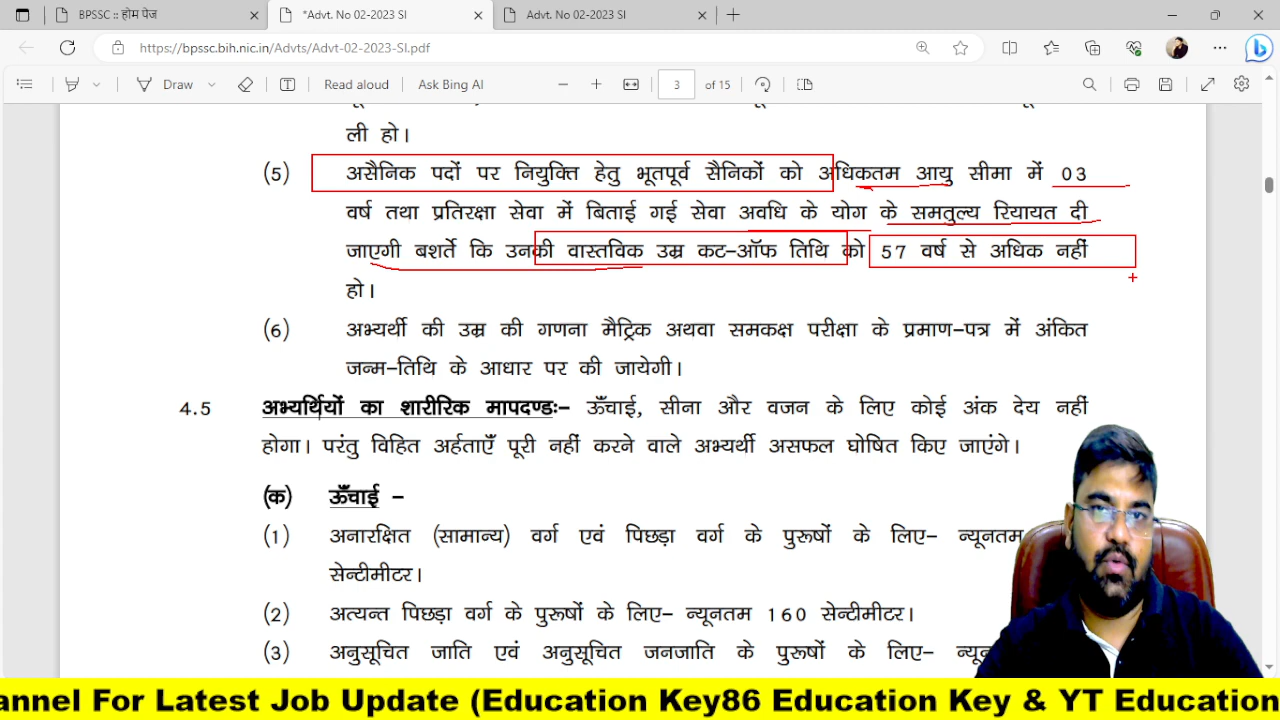 BPSSC :: होम पेज
*Advt. No 02-2023 SI
Advt. No 02-2023 SI
https://bpssc.bih.nic.in/Advts/Advt-02-2023-SI.pdf
Draw
Read aloud
Ask Bing AI
3 of 15
ली हो।
(5) असैनिक पदों पर नियुक्ति हेतु भूतपूर्व सैनिकों को अधिकतम आयु सीमा में 03
वर्ष तथा प्रतिरक्षा सेवा में बिताई गई सेवा अवधि के योग के समतुल्य रियायत दी
जाएगी बशर्ते कि उनकी वास्तविक उम्र कट-ऑफ तिथि को 57 वर्ष से अधिक नहीं
हो।
(6) अभ्यर्थी की उम्र की गणना मैट्रिक अथवा समकक्ष परीक्षा के प्रमाण-पत्र में अंकित
जन्म-तिथि के आधार पर की जायेगी।
4.5 अभ्यर्थियों का शारीरिक मापदण्डः- ऊँचाई, सीना और वजन के लिए कोई अंक देय नहीं
होगा। परंतु विहित अर्हताएँ पूरी नहीं करने वाले अभ्यर्थी असफल घोषित किए जाएंगे।
(क) ऊँचाई -
(1) अनारक्षित (सामान्य) वर्ग एवं पिछड़ा वर्ग के पुरूषों के लिए- न्यूनतम
सेन्टीमीटर।
(2) अत्यन्त पिछड़ा वर्ग के पुरूषों के लिए- न्यूनतम 160 सेन्टीमीटर।
(3) अनुसूचित जाति एवं अनुसूचित जनजाति के पुरूषों के लिए-
annel For Latest Job Update (Education Key86 Education Key & YT Education